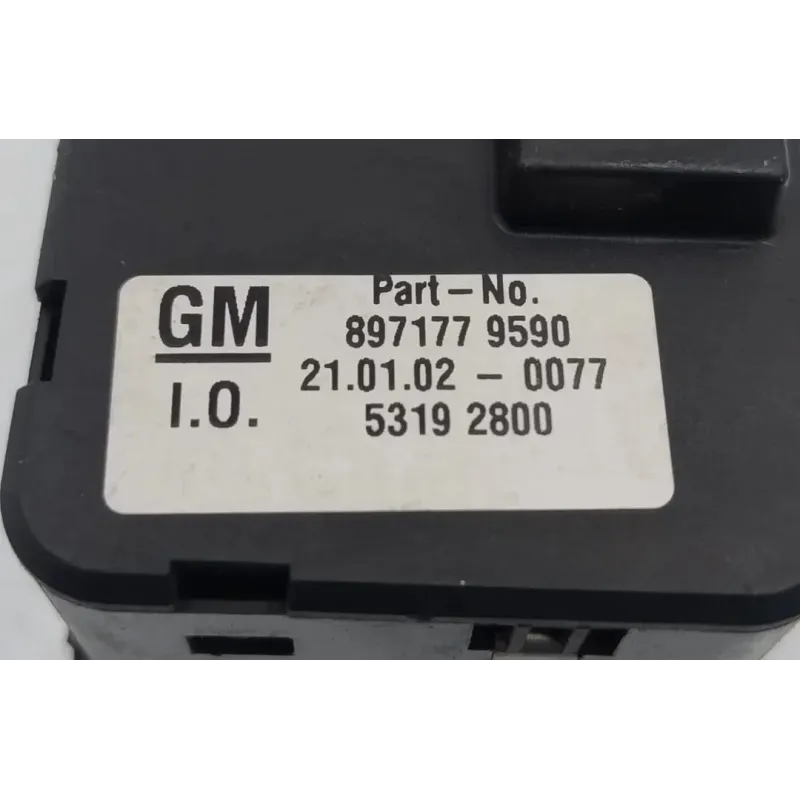 GM
I.O.
Part-No.
897177 9590
21.01.02 - 0077
5319 2800